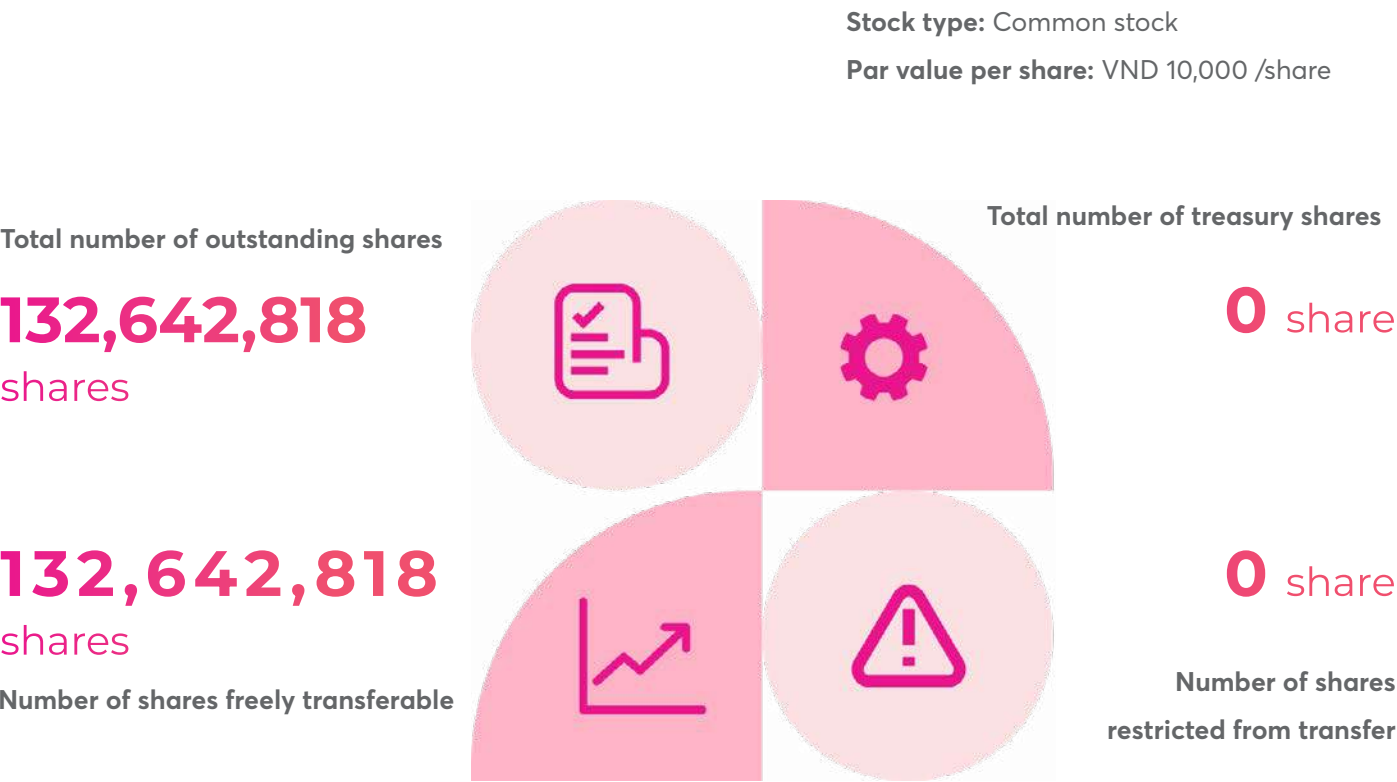 Stock type: Common stock
Par value per share: VND 10,000 /share
Total number of outstanding shares
132,642,818
shares
Total number of treasury shares
0 share
132,642,818
shares
Number of shares freely transferable
0 share
Number of shares
restricted from transfer